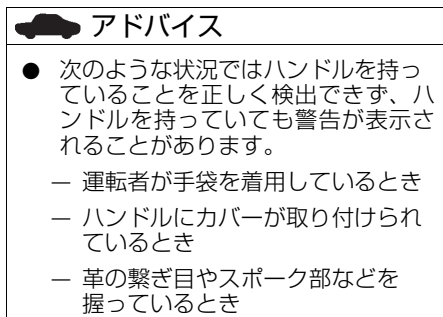 アドバイス
● 次のような状況ではハンドルを持っ
ていることを正しく検出できず、ハ
ンドルを持っていても警告が表示さ
れることがあります。
― 運転者が手袋を着用しているとき
― ハンドルにカバーが取り付けられ
ているとき
― 革の繋ぎ目やスポーク部などを
握っているとき